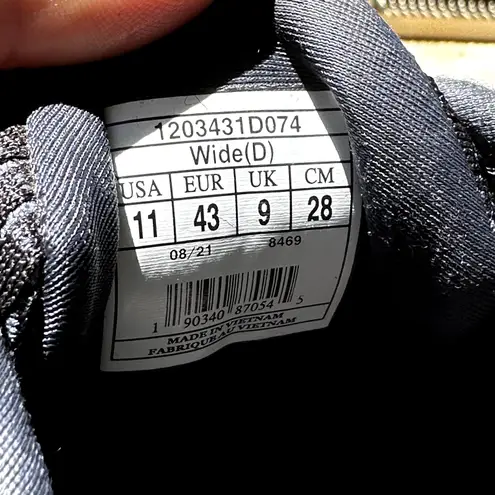 1203431D074
Wide(D)
USA EUR UK CM
11 43 9 28
08/21 8469
1 90340 87054 5
MADE IN VIETNAM
FABRIQUE AU VIETNAM